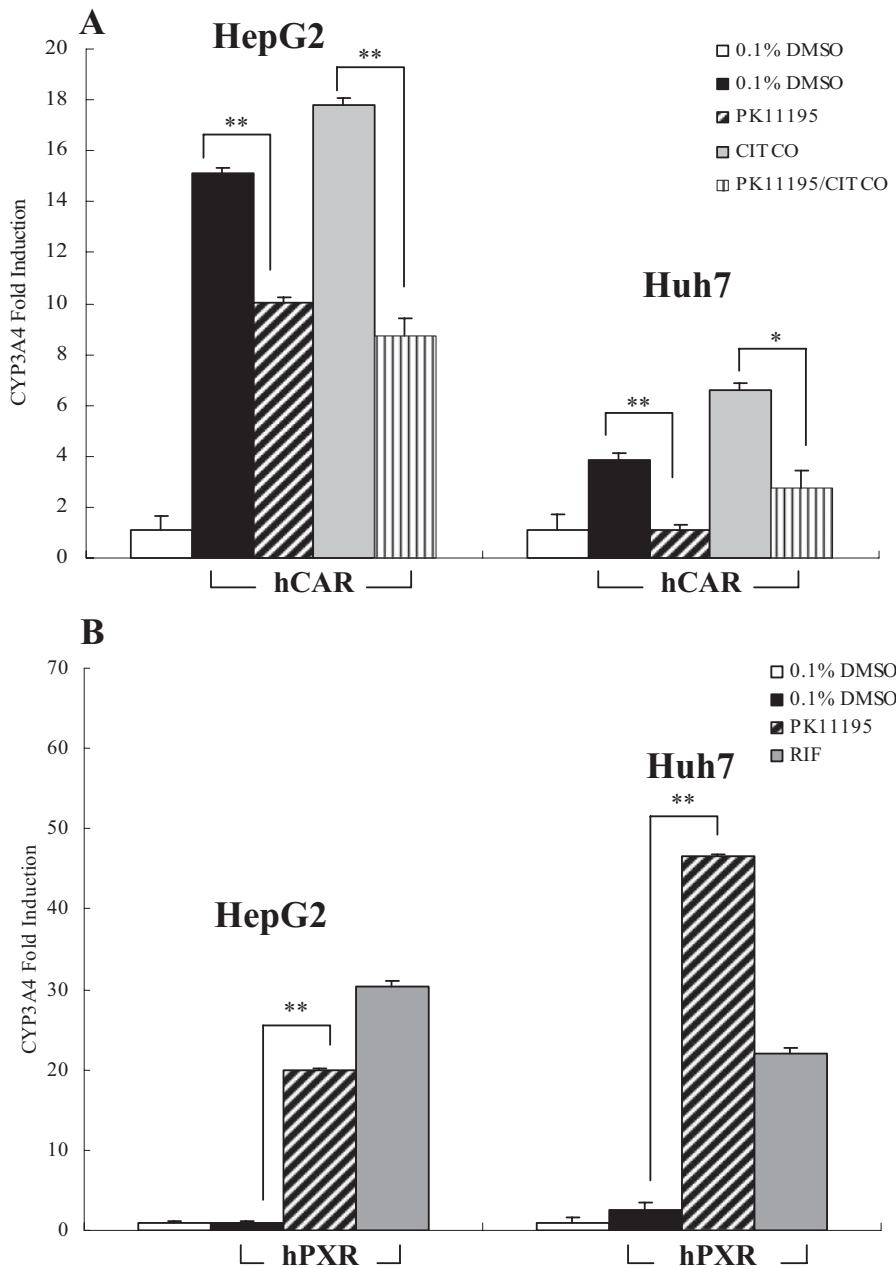 A
HepG2
20
18
16
14
12
10
8
6
4
2
0
CYP3A4 Fold Induction
**
**
0.1% DMSO
0.1% DMSO
PK11195
CITCO
PK11195/CITCO
Huh7
**
*
hCAR
hCAR
B
70
60
50
40
30
20
10
0
CYP3A4 Fold Induction
0.1% DMSO
0.1% DMSO
PK11195
RIF
Huh7
**
HepG2
**
hPXR
hPXR